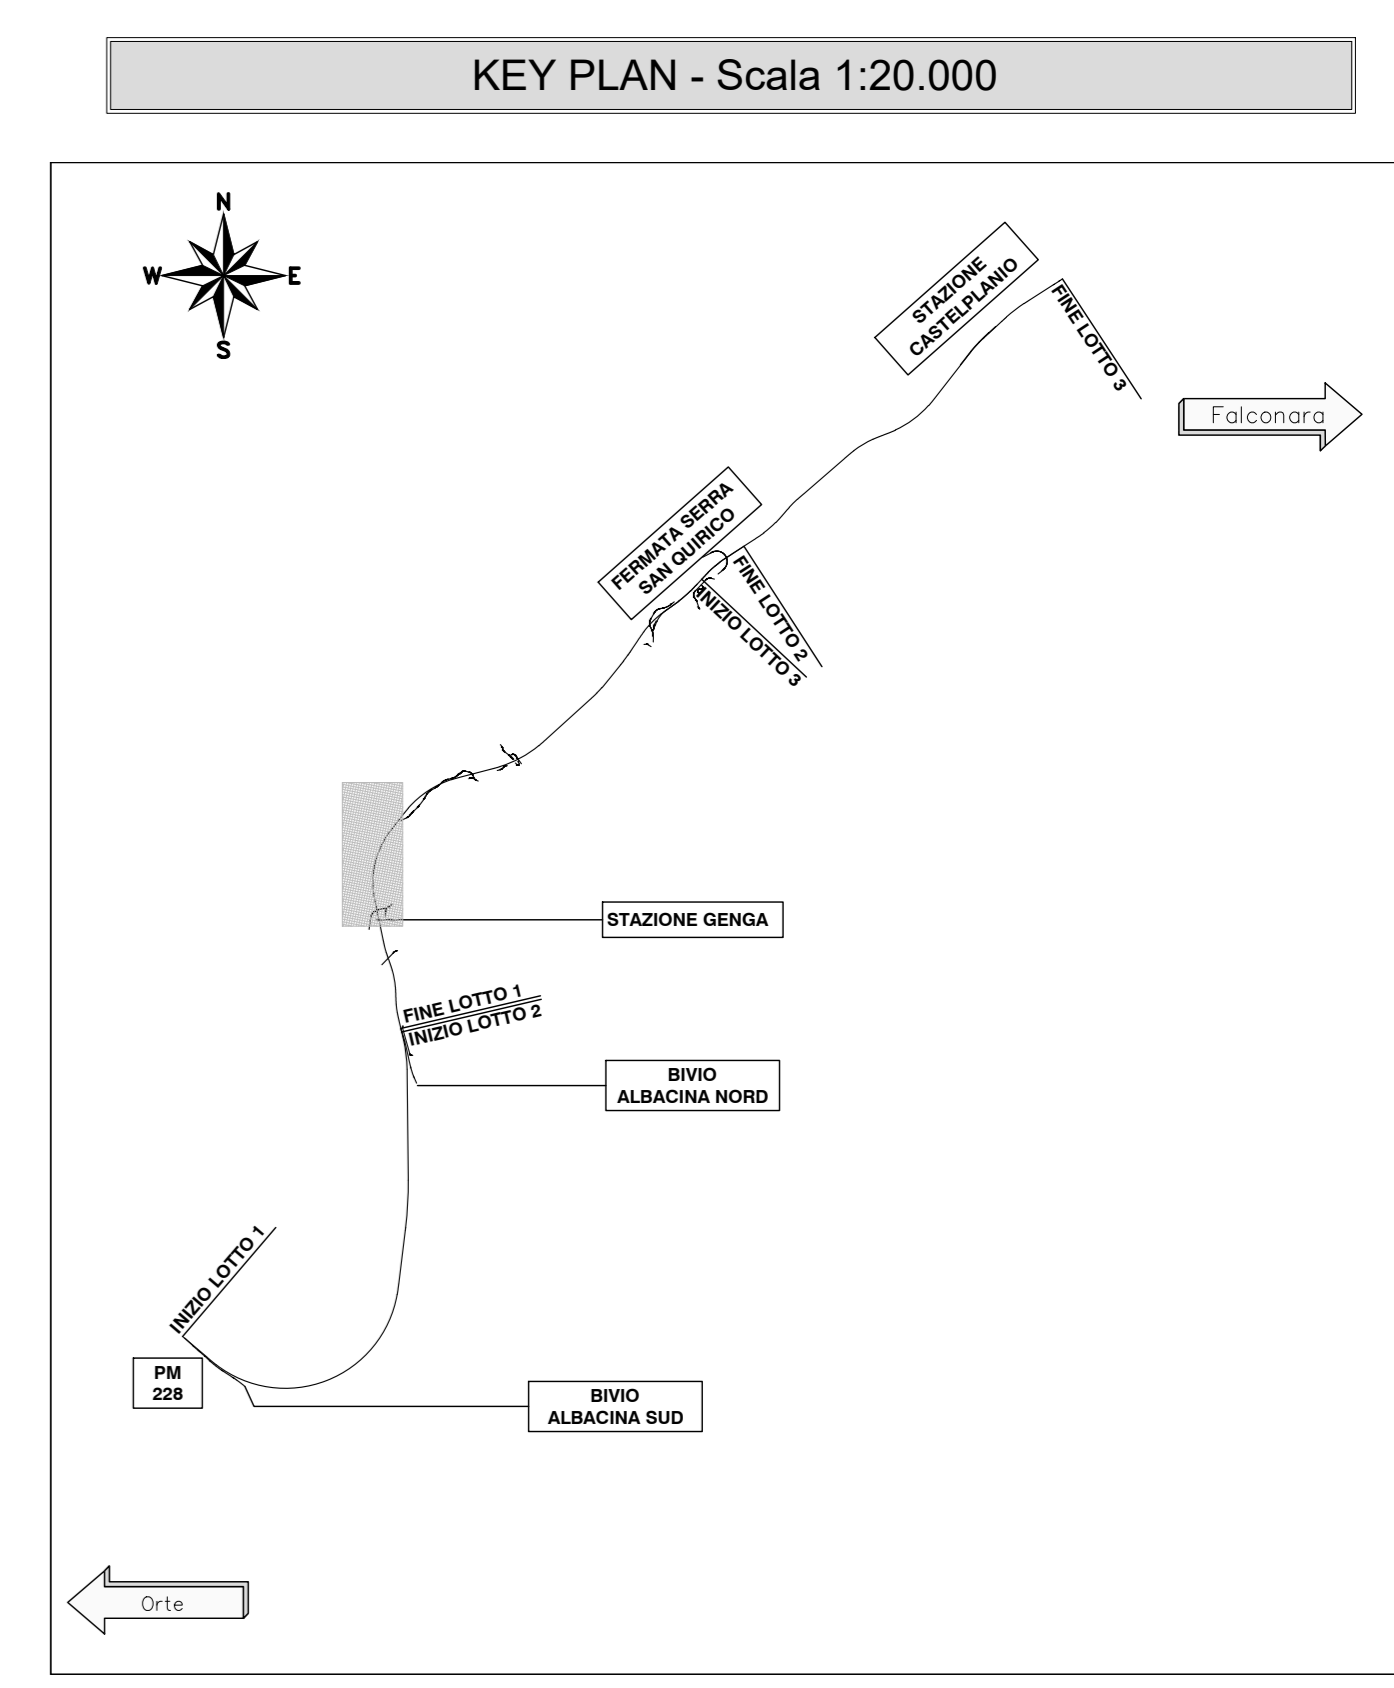 KEY PLAN - Scala 1:20.000
N
W
E
S
STAZIONE
CASTELPLANIO
FINE LOTTO 3
Falconara
FERMATA SERRA
SAN QUIRICO
FINE LOTTO 2
INIZIO LOTTO 3
STAZIONE GENGA
FINE LOTTO 1
INIZIO LOTTO 2
BIVIO
ALBACINA NORD
INIZIO LOTTO 1
PM
228
BIVIO
ALBACINA SUD
Orte